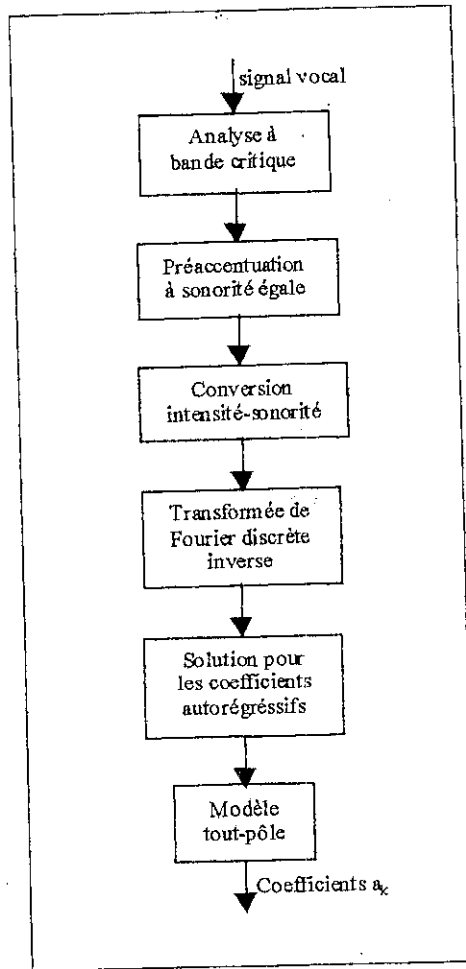 signal vocal
Analyse à
bande critique
Préaccentuation
à sonorité égale
Conversion
intensité-sonorité
Transformée de
Fourier discrète
inverse
Solution pour
les coefficients
autorégréssifs
Modèle
tout-pôle
Coefficients aₖ